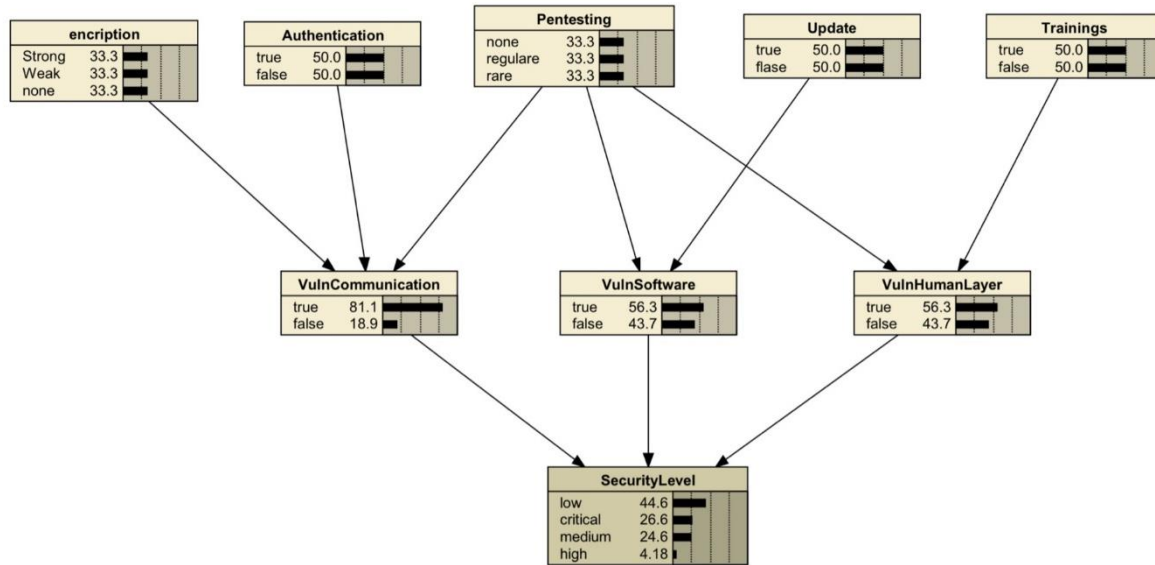 encription
Strong 33.3
Weak 33.3
none 33.3
Authentication
true 50.0
false 50.0
Pentesting
none 33.3
regulare 33.3
rare 33.3
Update
true 50.0
flase 50.0
Trainings
true 50.0
false 50.0
VulnCommunication
true 81.1
false 18.9
VulnSoftware
true 56.3
false 43.7
VulnHumanLayer
true 56.3
false 43.7
SecurityLevel
low 44.6
critical 26.6
medium 24.6
high 4.18